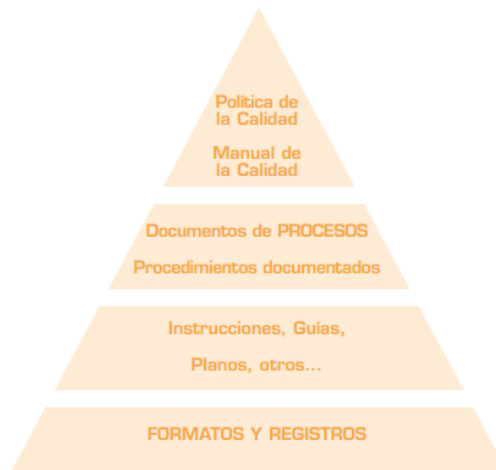 Política de
la Calidad
Manual de
la Calidad
Documentos de PROCESOS
Procedimientos documentados
Instrucciones, Guías,
Planos, otros...
FORMATOS Y REGISTROS